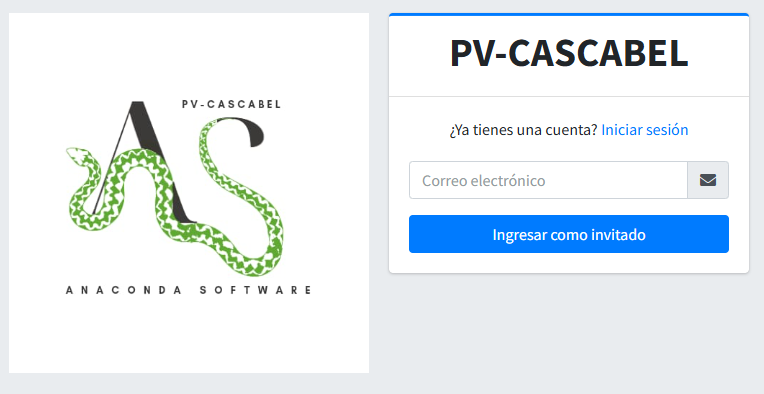 PV-CASCABEL
AS
ANACONDA SOFTWARE
PV-CASCABEL
¿Ya tienes una cuenta? Iniciar sesión
Correo electrónico
Ingresar como invitado